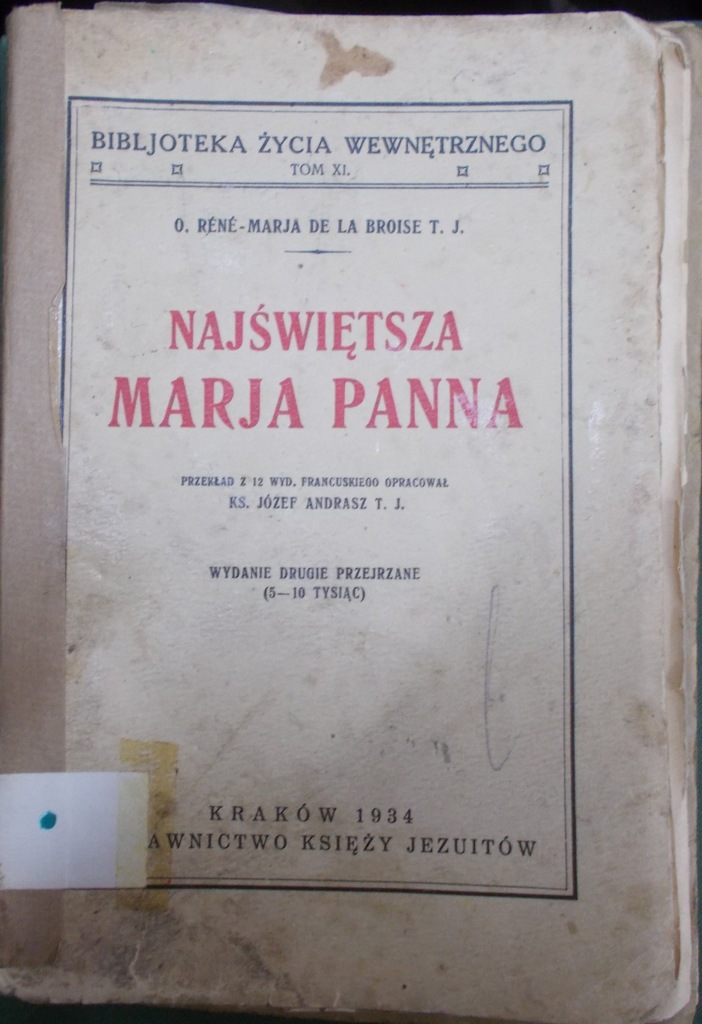 BIBLJOTEKA ŻYCIA WEWNĘTRZNEGO
TOM XI.
O. RÉNÉ-MARJA DE LA BROISE T. J.
NAJŚWIĘTSZA
MARJA PANNA
PRZEKŁAD Z 12 WYD. FRANCUSKIEGO OPRACOWAŁ
KS. JÓZEF ANDRASZ T. J.
WYDANIE DRUGIE PRZEJRZANE
(5—10 TYSIĄC)
KRAKÓW 1934
AWNICTWO KSIĘŻY JEZUITÓW